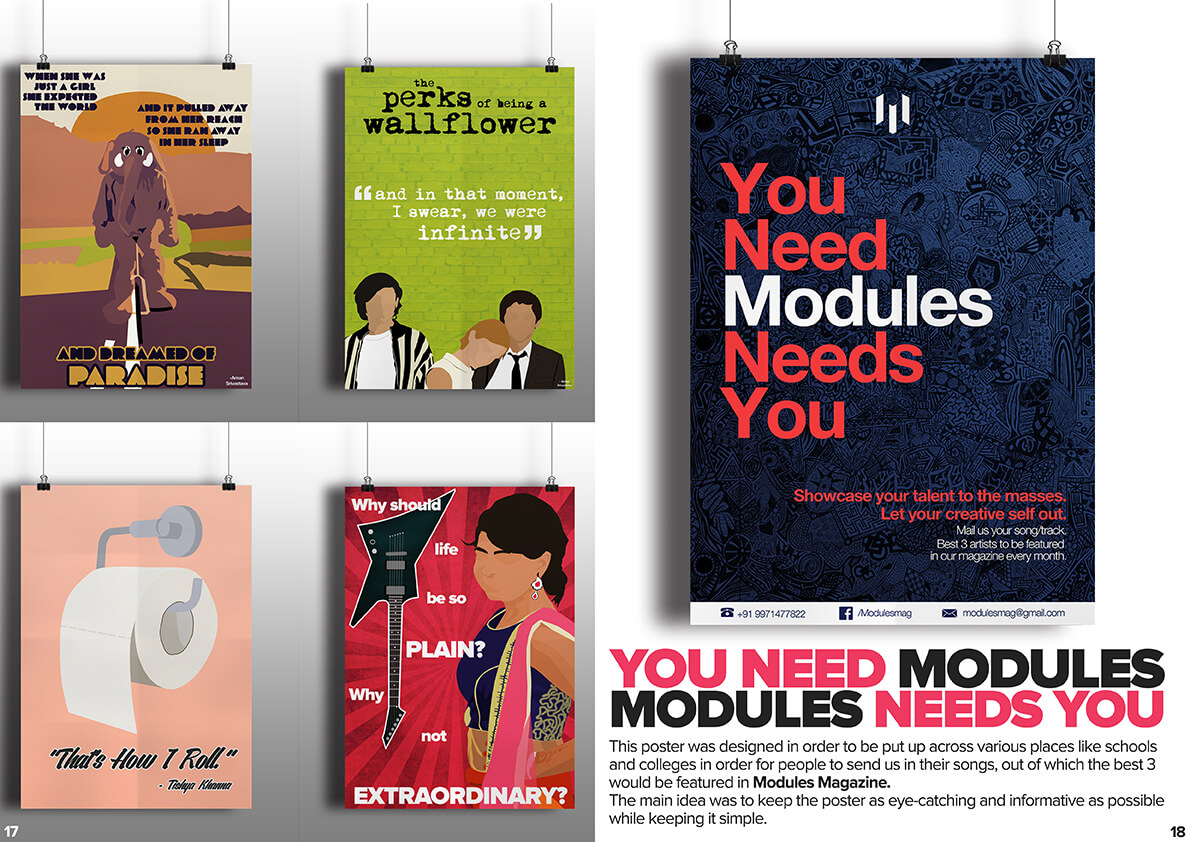 WHEN SHE WAS
JUST A GIRL
SHE EXPECTED
THE WORLD
AND IT PULLED AWAY
FROM HER REACH
SO SHE RAN AWAY
IN HER SLEEP
AND DREAMED OF
PARADISE
-Arnan
Srivastava
the
perks of being a
wallflower
“and in that moment,
I swear, we were
infinite”
"That's How I Roll."
- Tishya Khanna
Why should
life
be so
PLAIN?
Why
not
EXTRAORDINARY?
17
You
Need
Modules
Needs
You
Showcase your talent to the masses.
Let your creative self out.
Mail us your song/track.
Best 3 artists to be featured
in our magazine every month.
+91 9971477822 /Modulesmag modulesmag@gmail.com
YOU NEED MODULES
MODULES NEEDS YOU
This poster was designed in order to be put up across various places like schools
and colleges in order for people to send us in their songs, out of which the best 3
would be featured in Modules Magazine.
The main idea was to keep the poster as eye-catching and informative as possible
while keeping it simple.
18